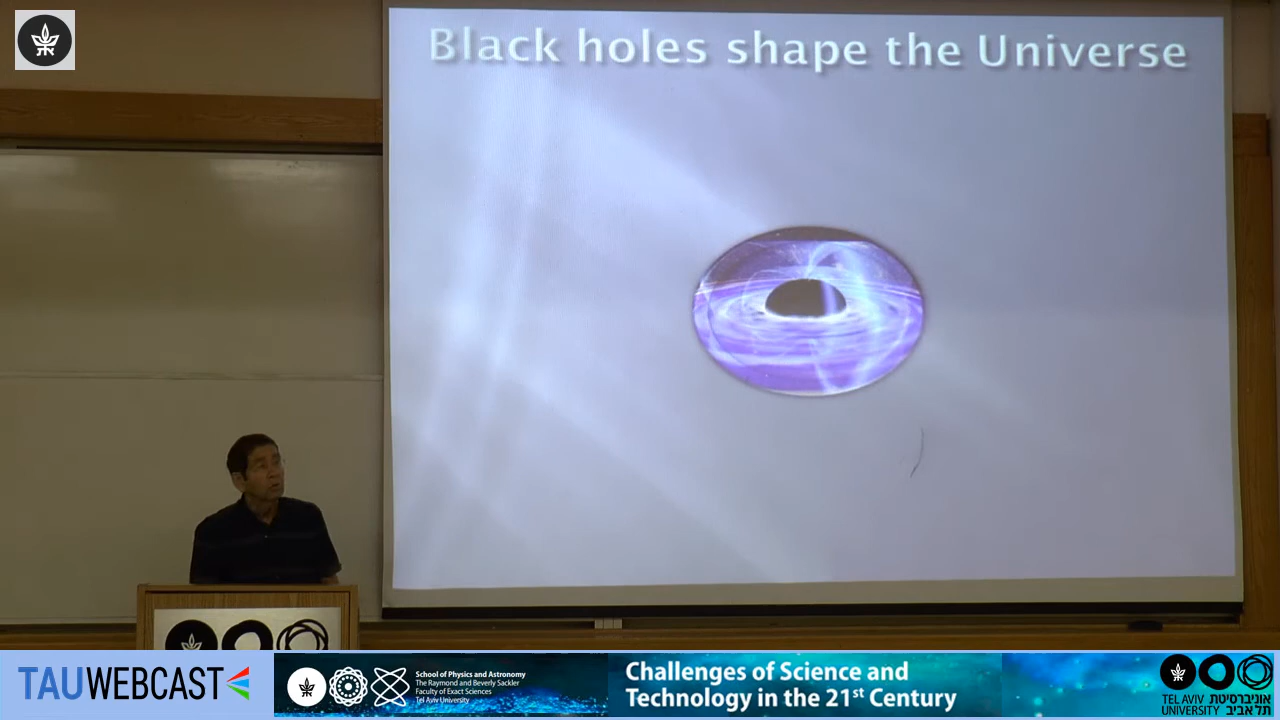 Black holes shape the Universe
TAUWEBCAST
School of Physics and Astronomy
The Raymond and Beverly Sackler
Faculty of Exact Sciences
Tel Aviv University
Challenges of Science and
Technology in the 21st Century
TEL AVIV אוניברסיטת
UNIVERSITY תל אביב